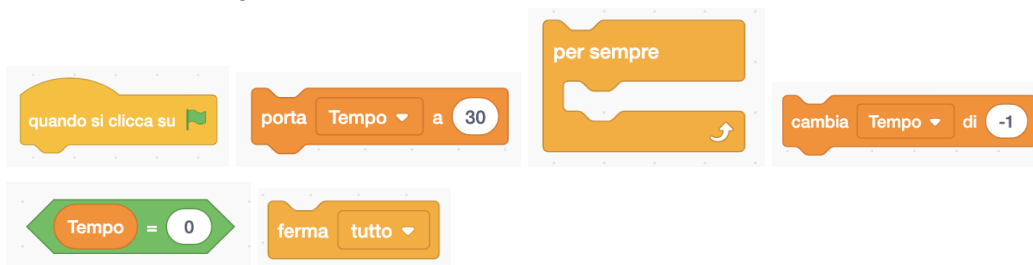 per sempre
quando si clicca su
porta Tempo a 30
cambia Tempo di -1
Tempo = 0
ferma tutto